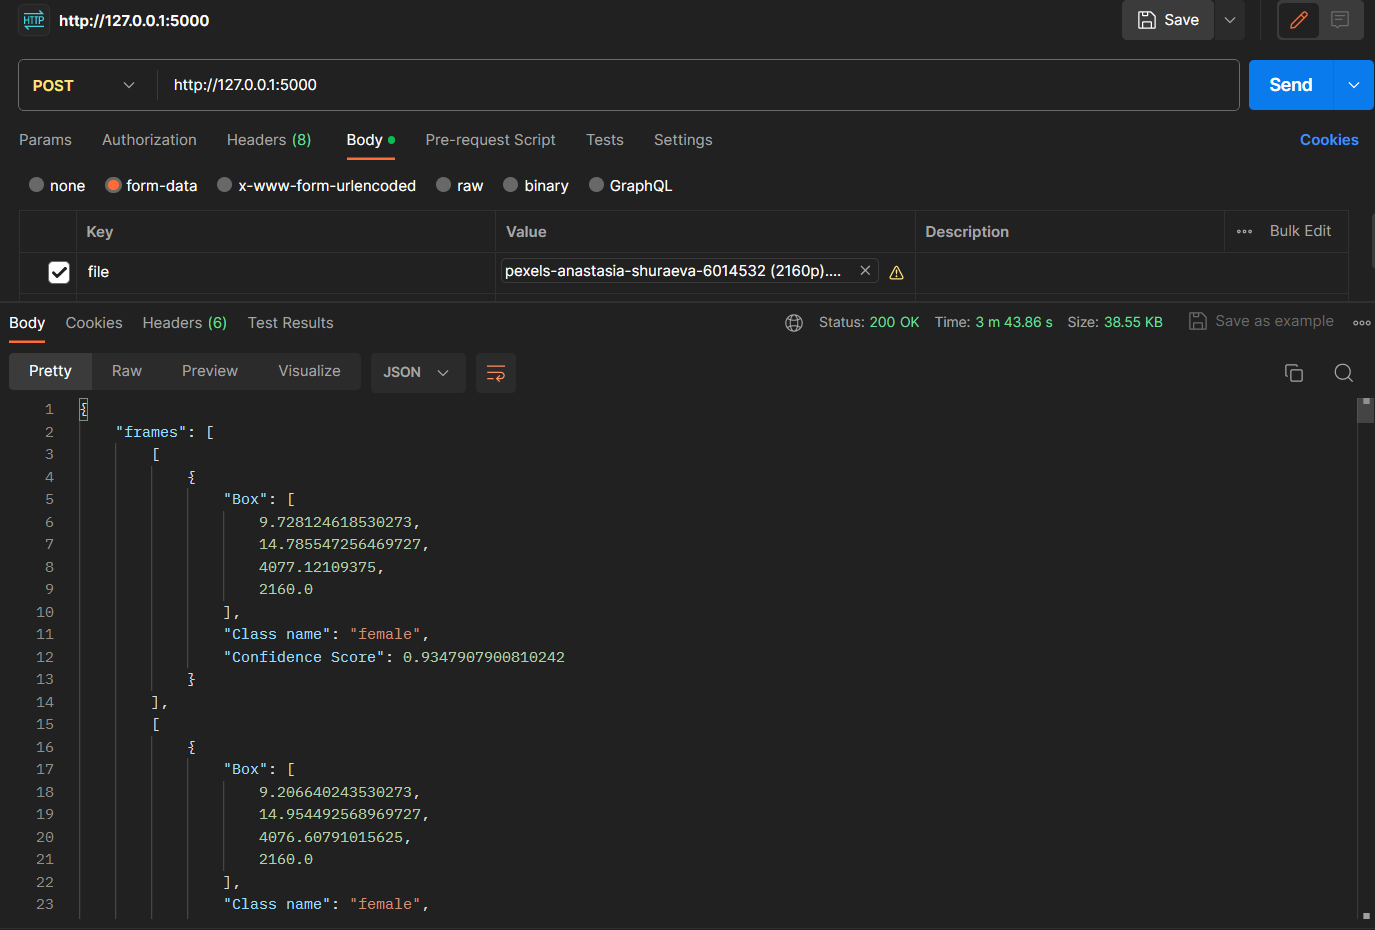 HTTP http://127.0.0.1:5000 Save
POST http://127.0.0.1:5000 Send
Params Authorization Headers (8) Body Pre-request Script Tests Settings Cookies
none form-data x-www-form-urlencoded raw binary GraphQL
Key Value Description Bulk Edit
file pexels-anastasia-shuraeva-6014532 (2160p)....
Body Cookies Headers (6) Test Results Status: 200 OK Time: 3 m 43.86 s Size: 38.55 KB Save as example
Pretty Raw Preview Visualize JSON
1 {
2 "frames": [
3 [
4 {
5 "Box": [
6 9.728124618530273,
7 14.785547256469727,
8 4077.12109375,
9 2160.0
10 ],
11 "Class name": "female",
12 "Confidence Score": 0.9347907900810242
13 }
14 ],
15 [
16 {
17 "Box": [
18 9.206640243530273,
19 14.954492568969727,
20 4076.60791015625,
21 2160.0
22 ],
23 "Class name": "female",